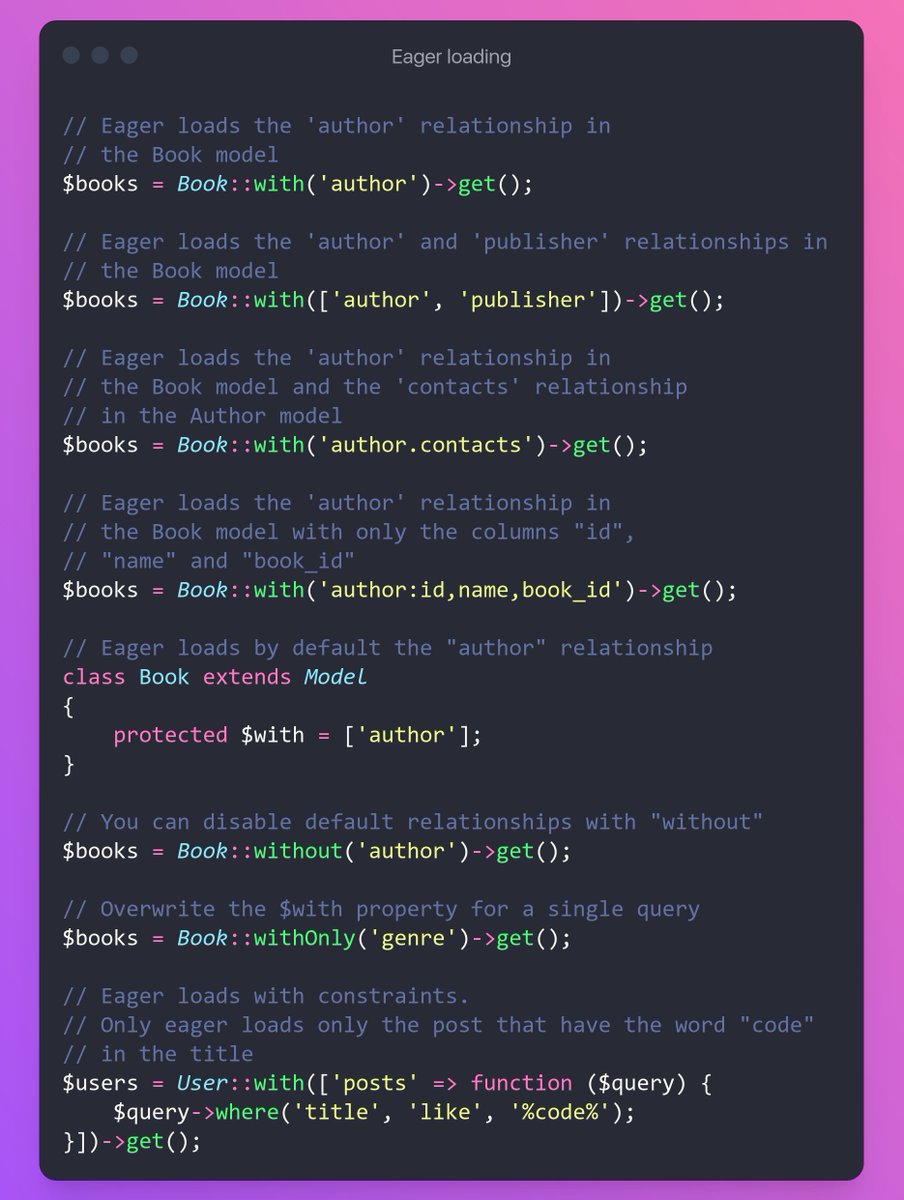 Eager loading
// Eager loads the 'author' relationship in
// the Book model
$books = Book::with('author')->get();
// Eager loads the 'author' and 'publisher' relationships in
// the Book model
$books = Book::with(['author', 'publisher'])->get();
// Eager loads the 'author' relationship in
// the Book model and the 'contacts' relationship
// in the Author model
$books = Book::with('author.contacts')->get();
// Eager loads the 'author' relationship in
// the Book model with only the columns "id",
// "name" and "book_id"
$books = Book::with('author:id,name,book_id')->get();
// Eager loads by default the "author" relationship
class Book extends Model
{
    protected $with = ['author'];
}
// You can disable default relationships with "without"
$books = Book::without('author')->get();
// Overwrite the $with property for a single query
$books = Book::withOnly('genre')->get();
// Eager loads with constraints.
// Only eager loads only the post that have the word "code"
// in the title
$users = User::with(['posts' => function ($query) {
    $query->where('title', 'like', '%code%');
}])->get();